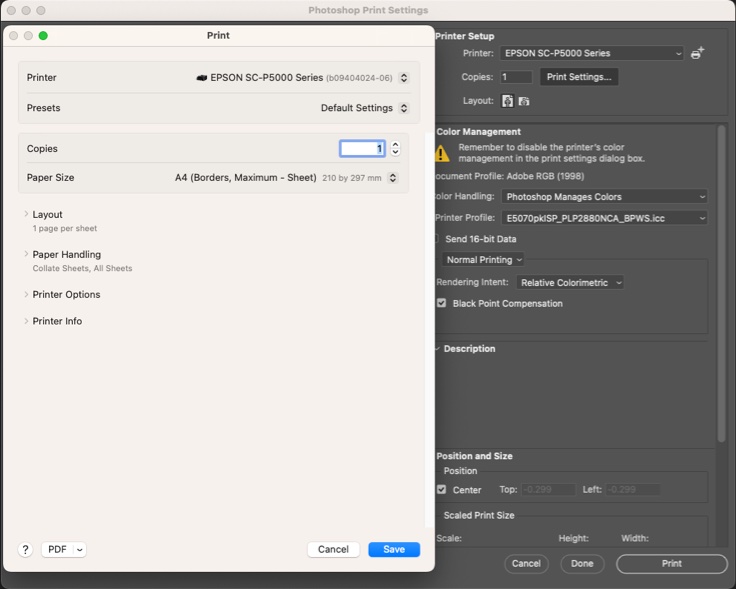 Photoshop Print Settings
Print
Printer EPSON SC-P5000 Series (b09404024-06)
Presets Default Settings
Copies 1
Paper Size A4 (Borders, Maximum - Sheet) 210 by 297 mm
Layout
1 page per sheet
Paper Handling
Collate Sheets, All Sheets
Printer Options
Printer Info
? PDF Cancel Save
Printer Setup
Printer: EPSON SC-P5000 Series
Copies: 1 Print Settings...
Layout:
Color Management
Remember to disable the printer's color
management in the print settings dialog box.
ocument Profile: Adobe RGB (1998)
olor Handling: Photoshop Manages Colors
Printer Profile: E5070pkISP_PLP2880NCA_BPWS.icc
Send 16-bit Data
Normal Printing
Rendering Intent: Relative Colorimetric
Black Point Compensation
Description
Position and Size
Position
Center Top: -0.299 Left: -0.299
Scaled Print Size
Scale: Height: Width:
Cancel Done Print